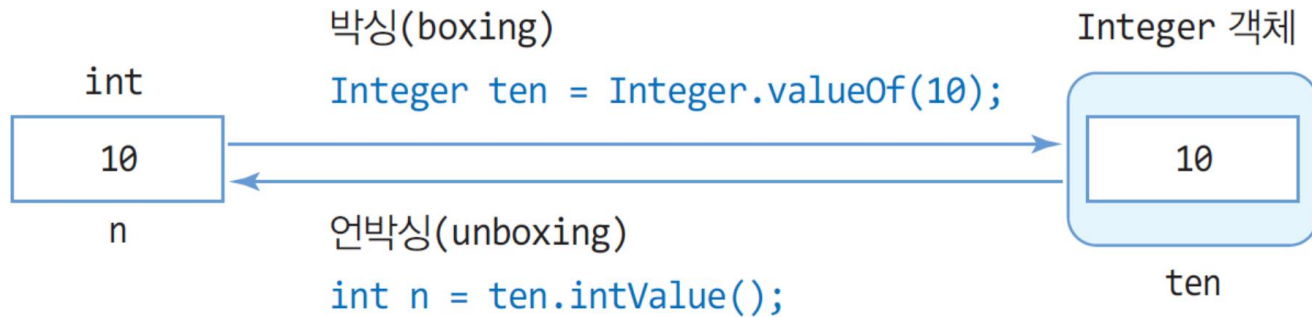 박싱(boxing)
Integer 객체
int
Integer ten = Integer.valueOf(10);
10
10
n
언박싱(unboxing)
ten
int n = ten.intValue();